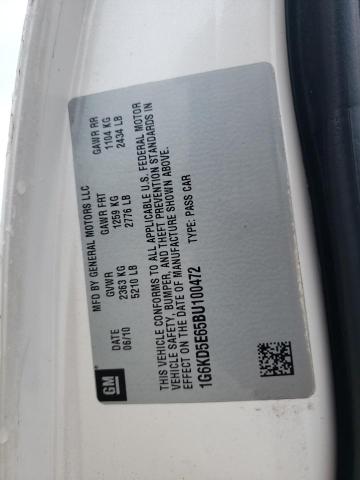 MFD BY GENERAL MOTORS LLC
DATE GVWR GAWR FRT GAWR RR
06/10 2363 KG 1259 KG 1104 KG
5210 LB 2776 LB 2434 LB
THIS VEHICLE CONFORMS TO ALL APPLICABLE U.S. FEDERAL MOTOR
VEHICLE SAFETY, BUMPER, AND THEFT PREVENTION STANDARDS IN
EFFECT ON THE DATE OF MANUFACTURE SHOWN ABOVE.
TYPE: PASS CAR
1G6KD5E65BU100472
GM